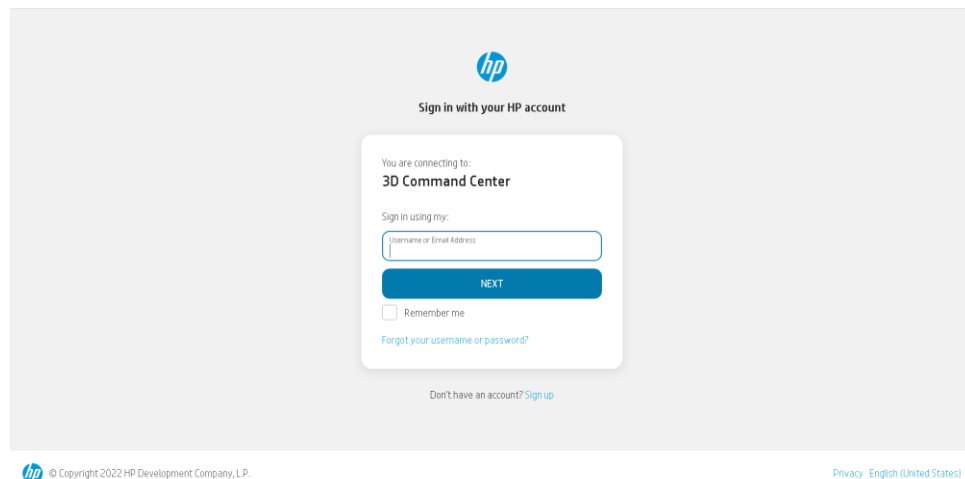 hp
Sign in with your HP account
You are connecting to:
3D Command Center
Sign in using my:
Username or Email Address
NEXT
Remember me
Forgot your username or password?
Don't have an account? Sign up
hp © Copyright 2022 HP Development Company, L.P.
Privacy English (United States)